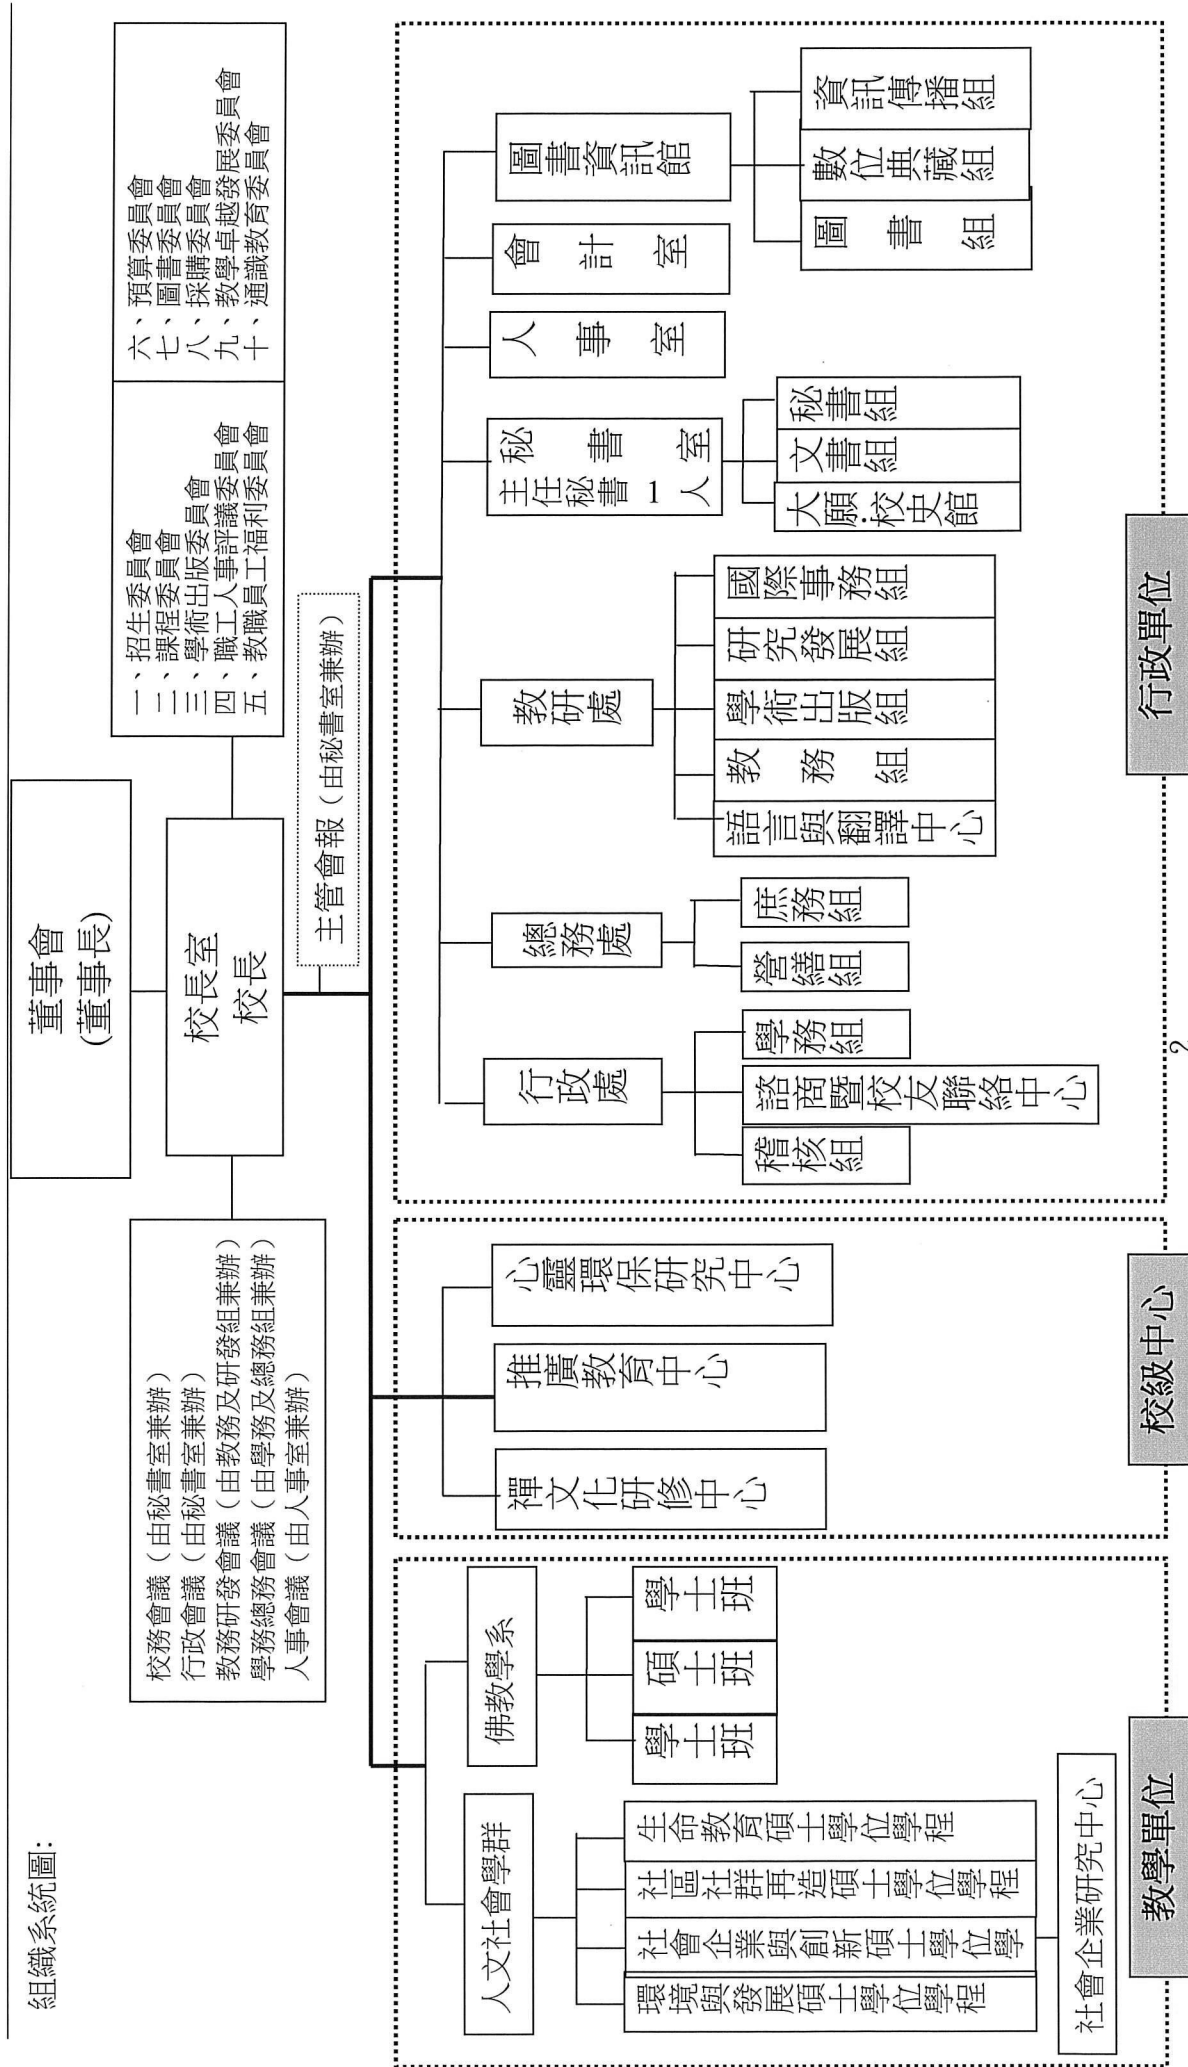 組織系統圖:
董事會
(董事長)
校長室
校長
校務會議（由秘書室兼辦）
行政會議（由秘書室兼辦）
教務研發會議（由教務及研發組兼辦）
學務總務會議（由學務及總務組兼辦）
人事會議（由人事室兼辦）
一、招生委員會
二、課程委員會
三、學術出版委員會
四、職工人事評議委員會
五、教職員工福利委員會
六、預算委員會
七、圖書委員會
八、採購委員會
九、教學卓越發展委員會
十、通識教育委員會
主管會報（由秘書室兼辦）
人文社會學群
環境與發展碩士學位學程
社會企業與創新碩士學位學
社區社群再造碩士學位學程
生命教育碩士學位學程
社會企業研究中心
佛教學系
學士班
碩士班
學士班
教學單位
禪文化研修中心
推廣教育中心
心靈環保研究中心
校級中心
行政處
稽核組
諮商暨校友聯絡中心
學務組
總務處
營繕組
庶務組
教研處
語言與翻譯中心
教務組
學術出版組
研究發展組
國際事務組
秘書室
主任秘書1人
大願.校史館
文書組
秘書組
人事室
會計室
圖書資訊館
圖書組
數位典藏組
資訊傳播組
行政單位
2